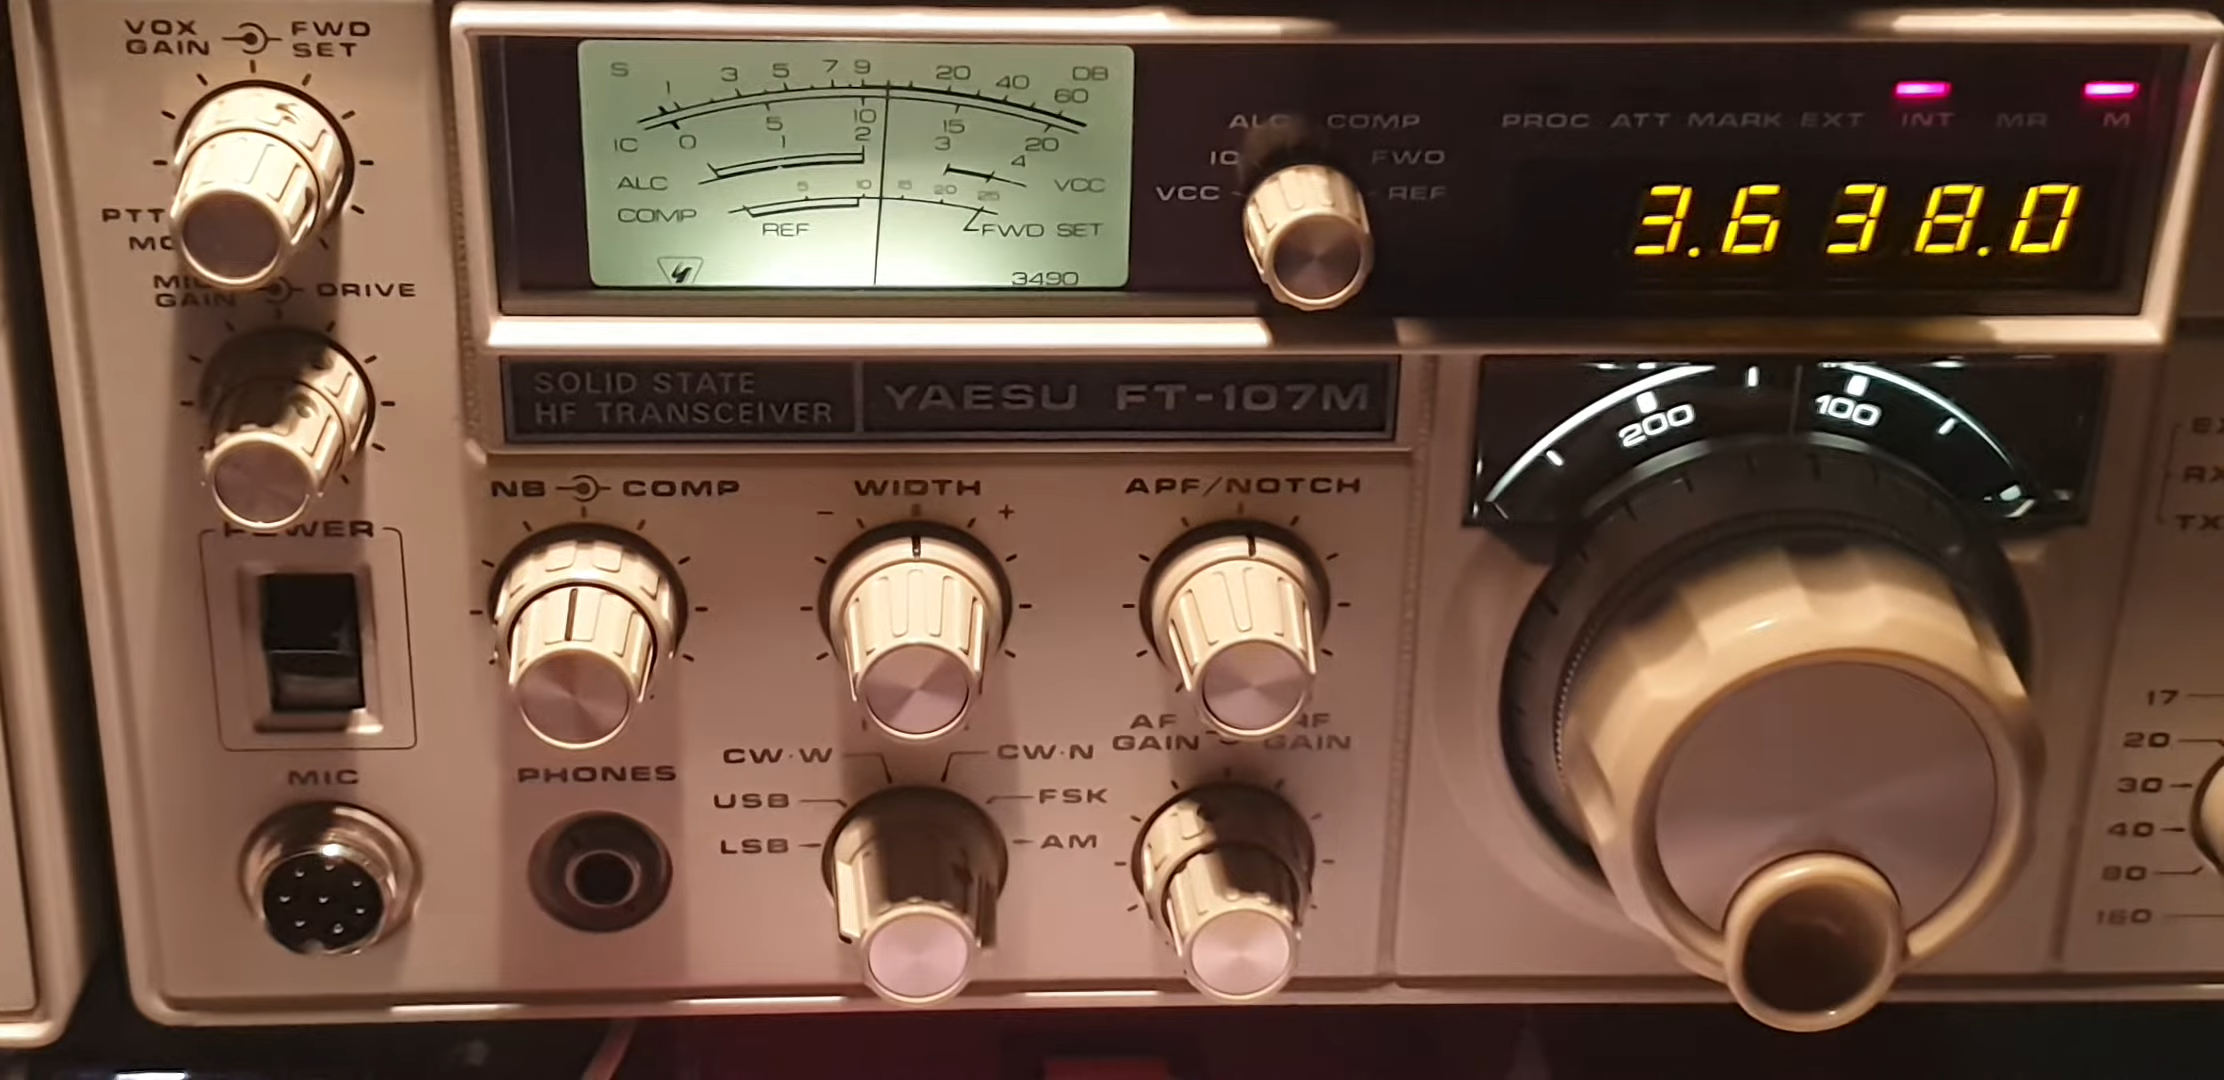 VOX GAIN
FWD SET
PTT
MIC GAIN
DRIVE
POWER
MIC
S 1 3 5 7 9 20 40 60 DB
5 10 15 20
IC 0 1 2 3 4
ALC
VCC
5 10 15 20 25
COMP
REF
FWD SET
3490
ALC COMP
IC FWD
VCC REF
PROC ATT MARK EXT INT MR M
3.638.0
SOLID STATE
HF TRANSCEIVER
YAESU FT-107M
200 100
NB COMP
WIDTH
- +
APF/NOTCH
PHONES
CW·W CW·N
USB FSK
LSB AM
AF GAIN
RF GAIN
RX
TX
17
20
30
40
80
160